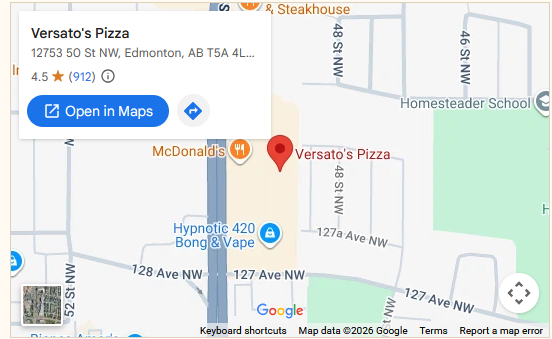 & Steakhouse
Versato's Pizza
12753 50 St NW, Edmonton, AB T5A 4L...
4.5 ★ (912)
Open in Maps
S
48 St NW
46 St NW
In
Homesteader School
McDonald's
Versato's Pizza
48 St NW
H
Hypnotic 420
Bong & Vape
127a Ave NW
128 Ave NW
127 Ave NW
127 Ave NW
52 St NW
NW
Google
Keyboard shortcuts
Map data ©2026 Google
Terms
Report a map error